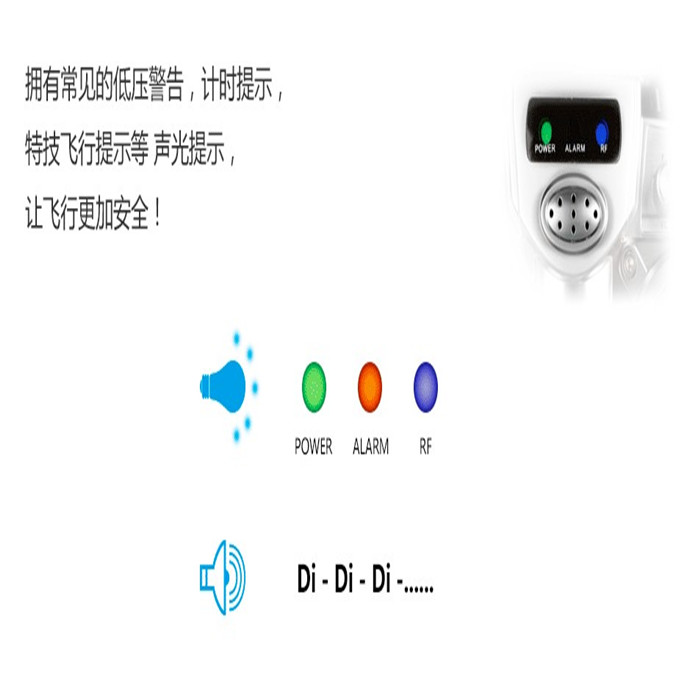 拥有常见的低压警告，计时提示，
特技飞行提示等 声光提示，
让飞行更加安全！
POWER ALARM RF
POWER ALARM RF
Di - Di - Di -......